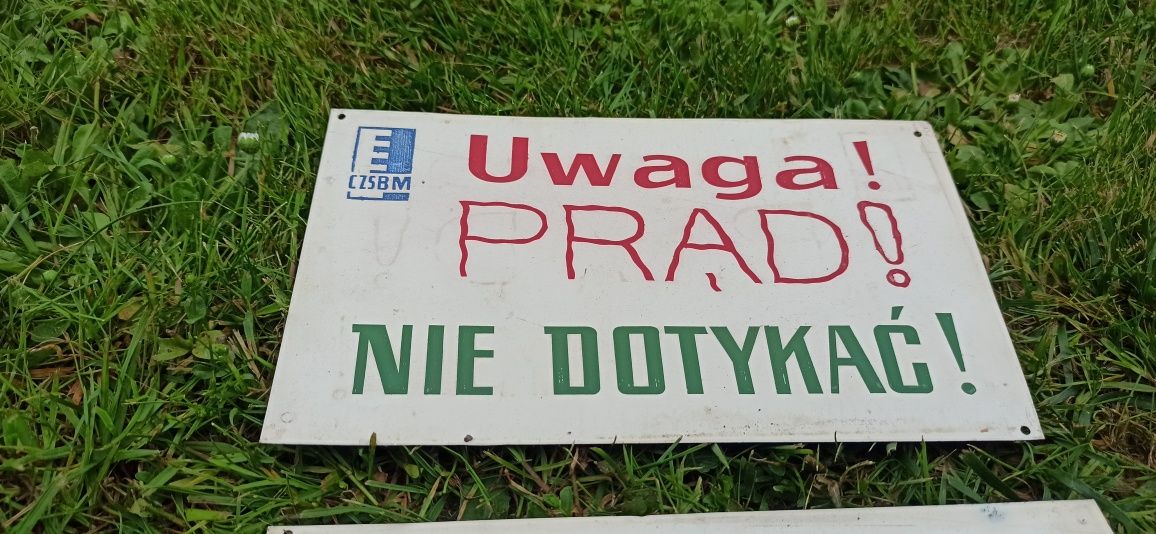 CZSBM
Uwaga!
PRĄD!
NIE DOTYKAĆ!